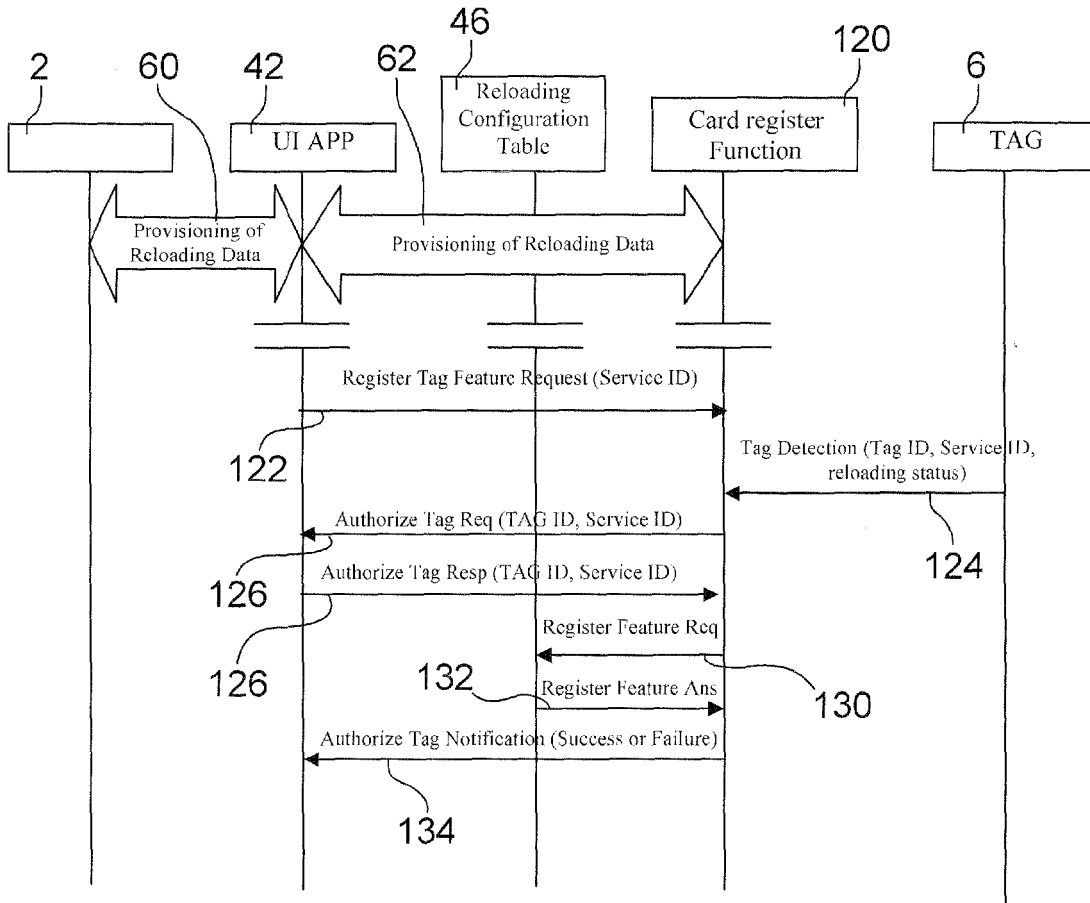 2
60
42
62
46
120
6
UI APP
Reloading
Configuration
Table
Card register
Function
TAG
Provisioning of
Reloading Data
Provisioning of Reloading Data
Register Tag Feature Request (Service ID)
122
Tag Detection (Tag ID, Service ID,
reloading status)
124
Authorize Tag Req (TAG ID, Service ID)
126
Authorize Tag Resp (TAG ID, Service ID)
126
Register Feature Req
130
132
Register Feature Ans
Authorize Tag Notification (Success or Failure)
134